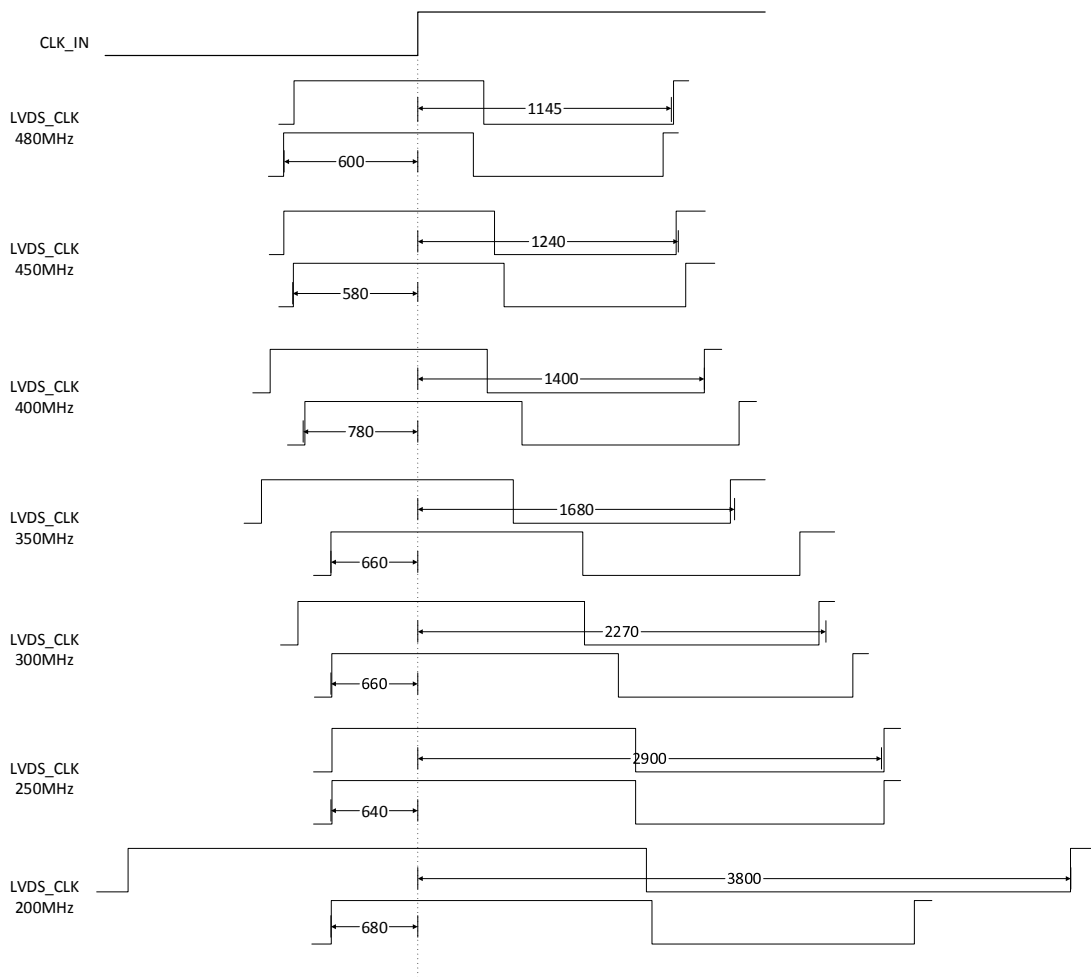 CLK_IN
LVDS_CLK
480MHz
1145
600
LVDS_CLK
450MHz
1240
580
LVDS_CLK
400MHz
1400
780
LVDS_CLK
350MHz
1680
660
LVDS_CLK
300MHz
2270
660
LVDS_CLK
250MHz
2900
640
LVDS_CLK
200MHz
3800
680